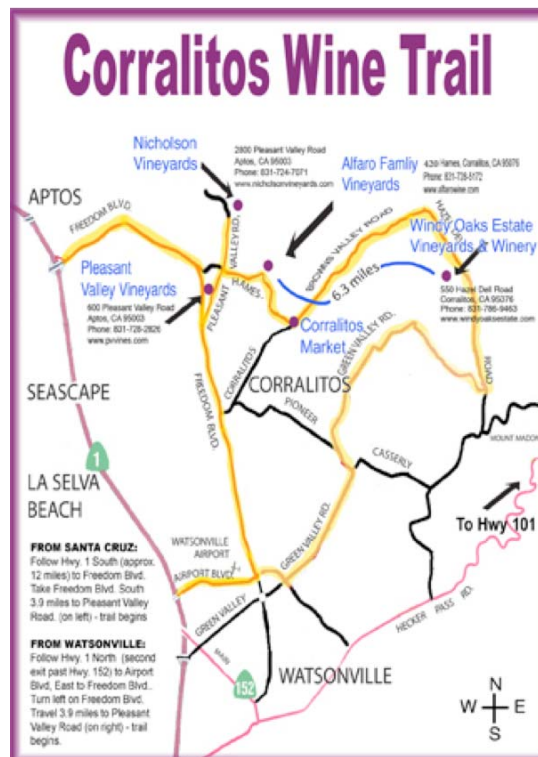 Corralitos Wine Trail
Nicholson
Vineyards
2800 Pleasant Valley Road
Aptos, CA 95003
Phone: 831-724-7071
www.nicholsonvineyards.com
Alfaro Famliy
Vineyards
420 Hames, Corralitos, CA 95076
Phone: 831-728-5172
www.alfarowine.com
APTOS
FREEDOM BLVD.
VALLEY RD.
PLEASANT
HAMES
BROWNS VALLEY ROAD
Windy Oaks Estate
Vineyards & Winery
550 Hazel Dell Road
Corralitos, CA 95376
Phone: 831-786-9463
www.windyoaksestate.com
Pleasant
Valley Vineyards
600 Pleasant Valley Road
Aptos, CA 95003
Phone: 831-728-2826
www.pvvines.com
6.3 miles
Corralitos
Market
GREEN VALLEY RD.
ROAD
SEASCAPE
CORRALITOS
CORRALITOS
FREEDOM BLVD.
PIONEER
CASSERLY
MOUNT MADON
1
LA SELVA
BEACH
To Hwy 101
GREEN VALLEY RD.
WATSONVILLE
AIRPORT
AIRPORT BLVD.
GREEN VALLEY
MAIN
HECKER PASS RD.
152
WATSONVILLE
FROM SANTA CRUZ:
Follow Hwy. 1 South (approx.
12 miles) to Freedom Blvd.
Take Freedom Blvd. South
3.9 miles to Pleasant Valley
Road. (on left) - trail begins
FROM WATSONVILLE:
Follow Hwy. 1 North (second
exit past Hwy. 152) to Airport
Blvd, East to Freedom Blvd..
Turn left on Freedom Blvd.
Travel 3.9 miles to Pleasant
Valley Road (on right) - trail
begins.
N
W E
S